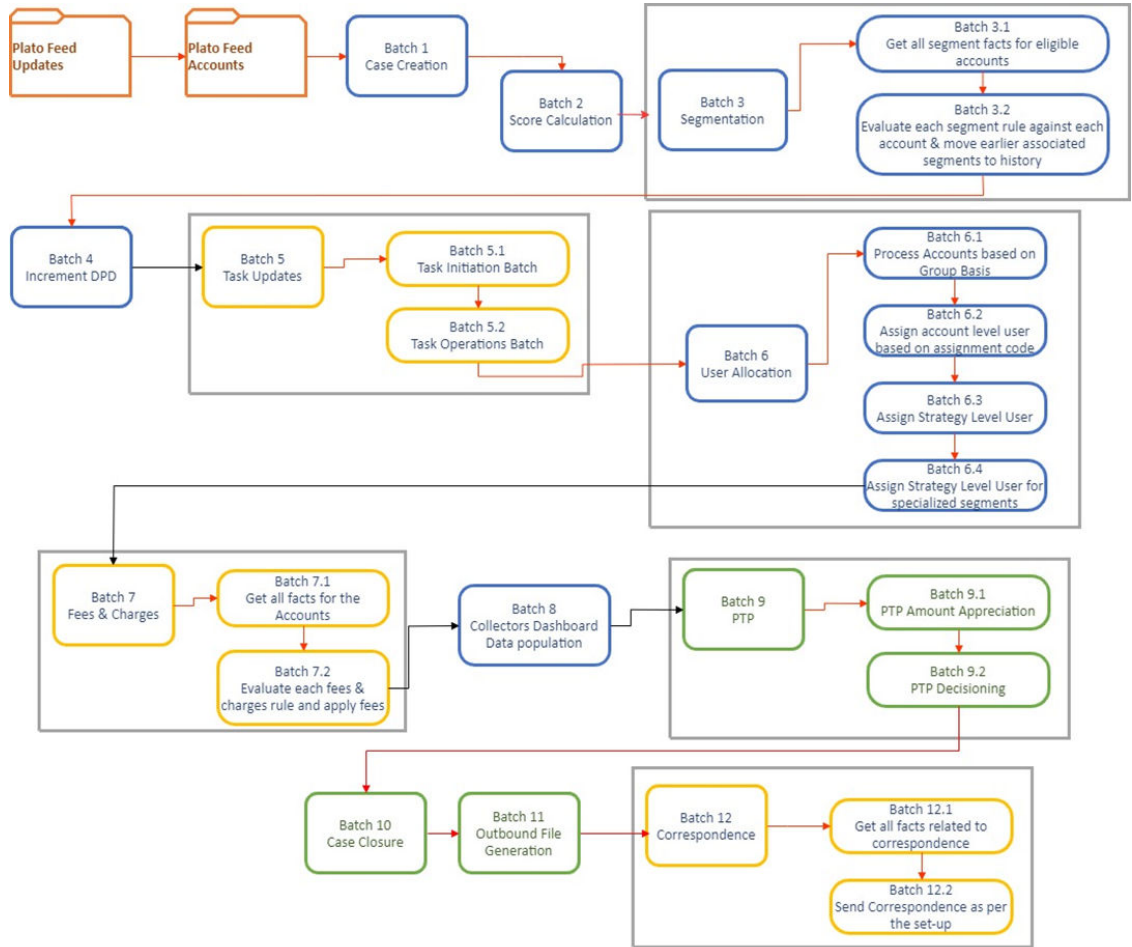 Plato Feed
Updates
Plato Feed
Accounts
Batch 1
Case Creation
Batch 2
Score Calculation
Batch 3
Segmentation
Batch 3.1
Get all segment facts for eligible
accounts
Batch 3.2
Evaluate each segment rule against each
account & move earlier associated
segments to history
Batch 4
Increment DPD
Batch 5
Task Updates
Batch 5.1
Task Initiation Batch
Batch 5.2
Task Operations Batch
Batch 6
User Allocation
Batch 6.1
Process Accounts based on
Group Basis
Batch 6.2
Assign account level user
based on assignment code
Batch 6.3
Assign Strategy Level User
Batch 6.4
Assign Strategy Level User for
specialized segments
Batch 7
Fees & Charges
Batch 7.1
Get all facts for the
Accounts
Batch 7.2
Evaluate each fees &
charges rule and apply fees
Batch 8
Collectors Dashboard
Data population
Batch 9
PTP
Batch 9.1
PTP Amount Appreciation
Batch 9.2
PTP Decisioning
Batch 10
Case Closure
Batch 11
Outbound File
Generation
Batch 12
Correspondence
Batch 12.1
Get all facts related to
correspondence
Batch 12.2
Send Correspondence as per
the set-up